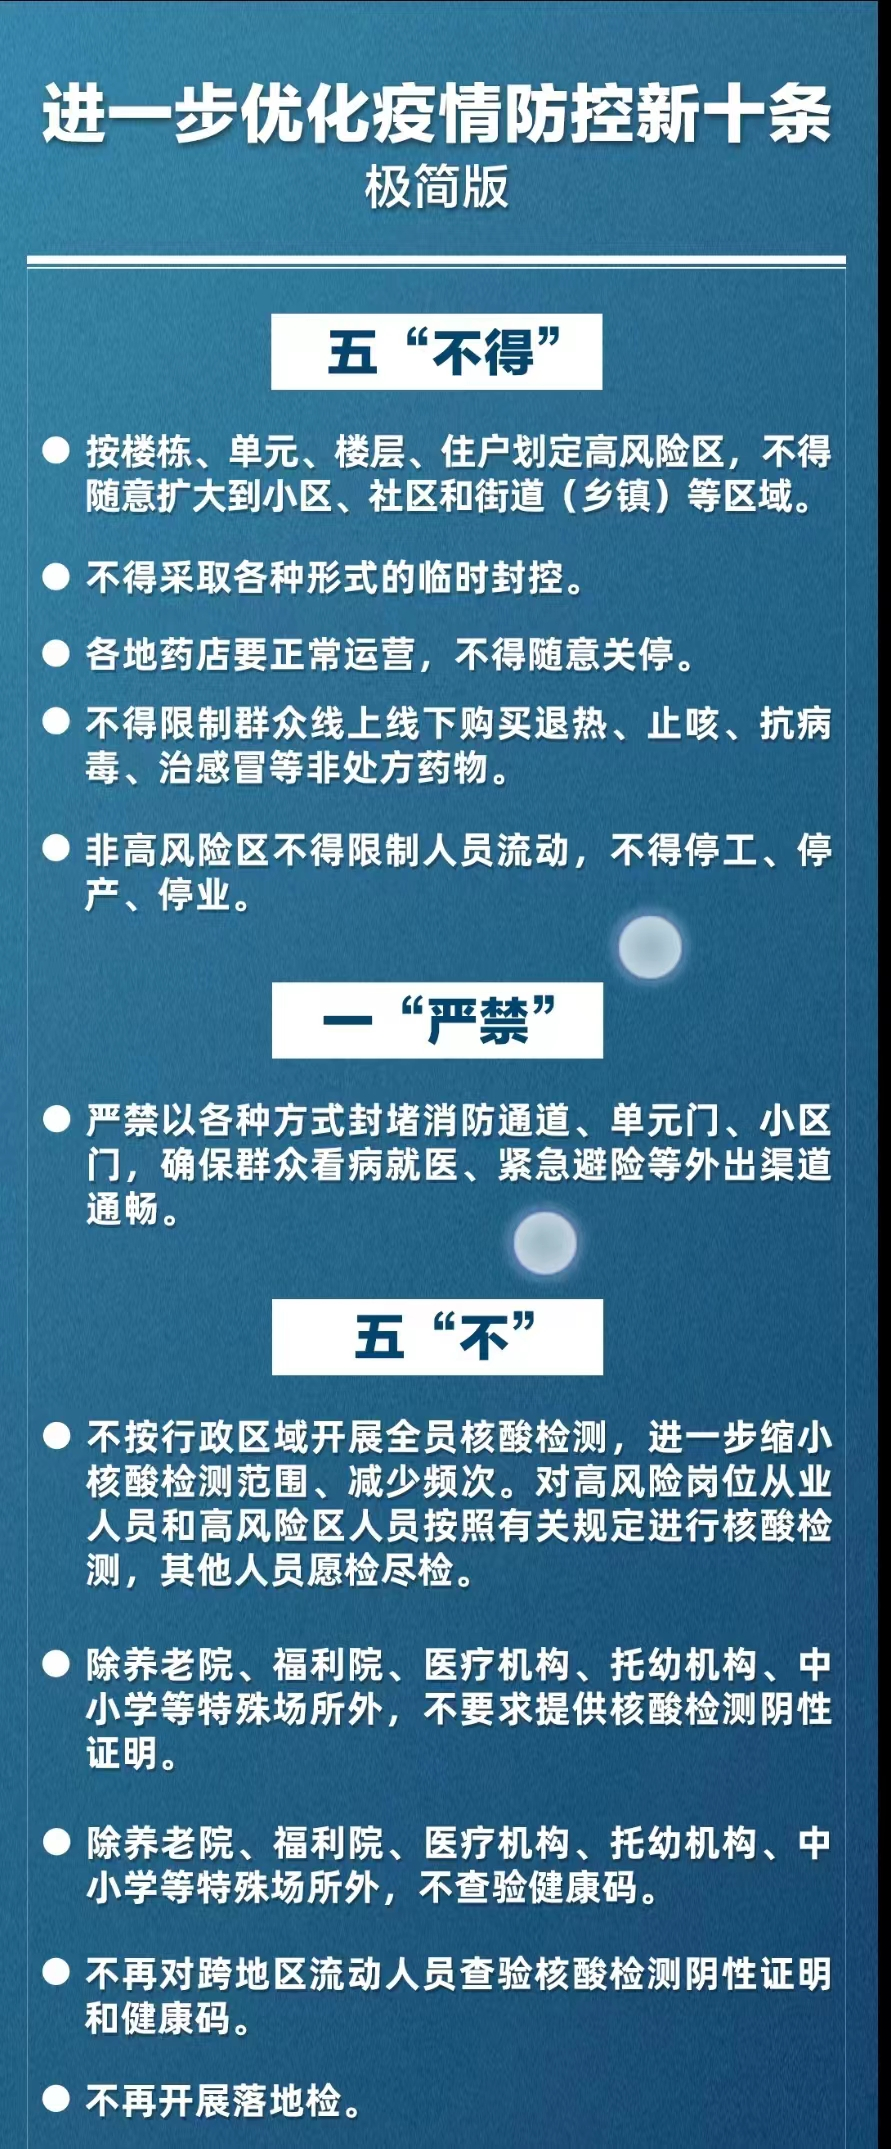 进一步优化疫情防控新十条
极简版
五“不得”
● 按楼栋、单元、楼层、住户划定高风险区，不得
随意扩大到小区、社区和街道（乡镇）等区域。
● 不得采取各种形式的临时封控。
● 各地药店要正常运营，不得随意关停。
● 不得限制群众线上线下购买退热、止咳、抗病
毒、治感冒等非处方药物。
● 非高风险区不得限制人员流动，不得停工、停
产、停业。
一“严禁”
● 严禁以各种方式封堵消防通道、单元门、小区
门，确保群众看病就医、紧急避险等外出渠道
通畅。
五“不”
● 不按行政区域开展全员核酸检测，进一步缩小
核酸检测范围、减少频次。对高风险岗位从业
人员和高风险区人员按照有关规定进行核酸检
测，其他人员愿检尽检。
● 除养老院、福利院、医疗机构、托幼机构、中
小学等特殊场所外，不要求提供核酸检测阴性
证明。
● 除养老院、福利院、医疗机构、托幼机构、中
小学等特殊场所外，不查验健康码。
● 不再对跨地区流动人员查验核酸检测阴性证明
和健康码。
● 不再开展落地检。